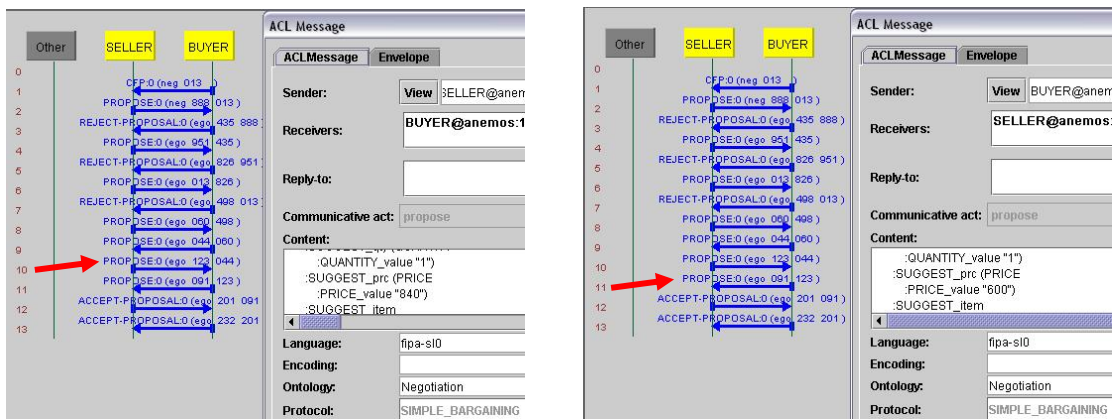 ACL Message
Other SELLER BUYER
ACLMessage Envelope
0
CFP:0 (neg 013 )
1
PROPOSE:0 (neg 888 013 )
2
REJECT-PROPOSAL:0 (ego 435 888 )
3
PROPOSE:0 (ego 951 435 )
4
REJECT-PROPOSAL:0 (ego 826 951 )
5
PROPOSE:0 (ego 013 826 )
6
REJECT-PROPOSAL:0 (ego 498 013
7
PROPOSE:0 (ego 060 498 )
8
PROPOSE:0 (ego 044 060 )
9
PROPOSE:0 (ego 123 044 )
10
PROPOSE:0 (ego 091 123 )
11
ACCEPT-PROPOSAL:0 (ego 201 091
12
ACCEPT-PROPOSAL:0 (ego 232 201
13
Sender: View SELLER@anem
Receivers: BUYER@anemos:1
Reply-to:
Communicative act: propose
Content:
:QUANTITY_value "1")
:SUGGEST_prc (PRICE
:PRICE_value "840")
:SUGGEST_item
Language: fipa-sl0
Encoding:
Ontology: Negotiation
Protocol: SIMPLE_BARGAINING
ACL Message
Other SELLER BUYER
ACLMessage Envelope
0
CFP:0 (neg 013 )
1
PROPOSE:0 (neg 888 013 )
2
REJECT-PROPOSAL:0 (ego 435 888 )
3
PROPOSE:0 (ego 951 435 )
4
REJECT-PROPOSAL:0 (ego 826 951 )
5
PROPOSE:0 (ego 013 826 )
6
REJECT-PROPOSAL:0 (ego 498 013 )
7
PROPOSE:0 (ego 060 498 )
8
PROPOSE:0 (ego 044 060 )
9
PROPOSE:0 (ego 123 044 )
10
PROPOSE:0 (ego 091 123 )
11
ACCEPT-PROPOSAL:0 (ego 201 091 )
12
ACCEPT-PROPOSAL:0 (ego 232 201 )
13
Sender: View BUYER@anem
Receivers: SELLER@anemos:
Reply-to:
Communicative act: propose
Content:
:QUANTITY_value "1")
:SUGGEST_prc (PRICE
:PRICE_value "600")
:SUGGEST_item
Language: fipa-sl0
Encoding:
Ontology: Negotiation
Protocol: SIMPLE_BARGAINING